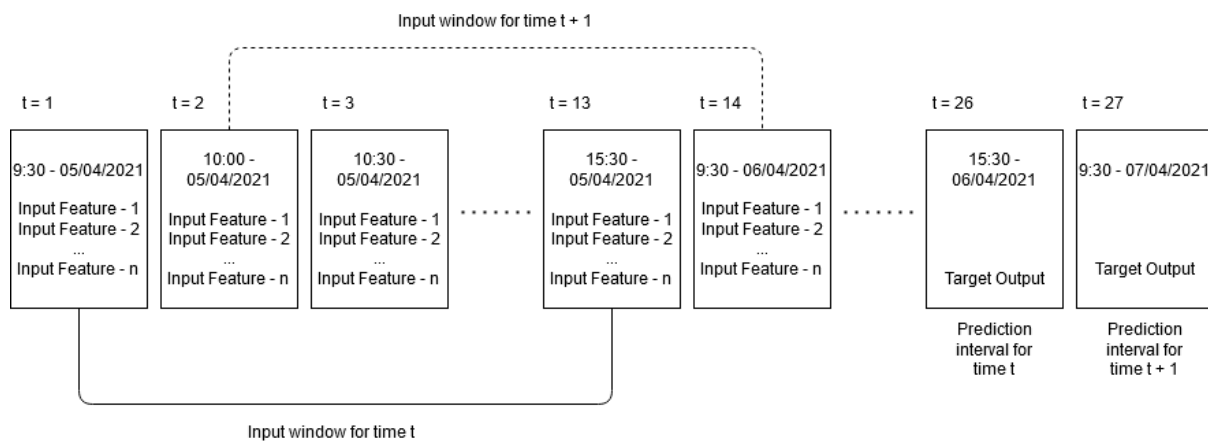 Input window for time t + 1
t = 1
t = 2
t = 3
t = 13
t = 14
t = 26
t = 27
9:30 - 05/04/2021
Input Feature - 1
Input Feature - 2
...
Input Feature - n
10:00 -
05/04/2021
Input Feature - 1
Input Feature - 2
...
Input Feature - n
10:30 -
05/04/2021
Input Feature - 1
Input Feature - 2
...
Input Feature - n
15:30 -
05/04/2021
Input Feature - 1
Input Feature - 2
...
Input Feature - n
9:30 - 06/04/2021
Input Feature - 1
Input Feature - 2
...
Input Feature - n
15:30 -
06/04/2021
Target Output
9:30 - 07/04/2021
Target Output
Prediction
interval for
time t
Prediction
interval for
time t + 1
Input window for time t